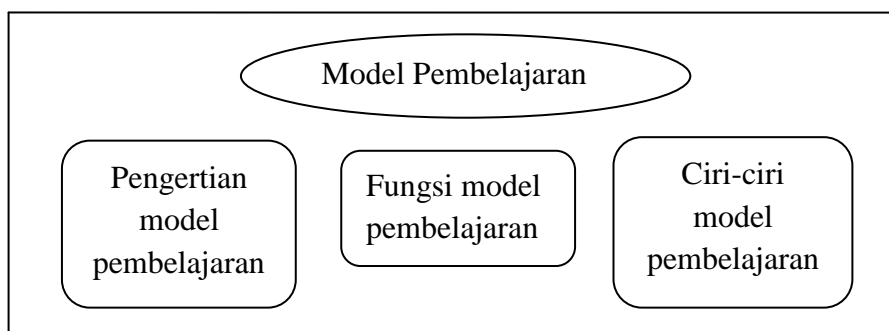 Model Pembelajaran
Pengertian
model
pembelajaran
Fungsi model
pembelajaran
Ciri-ciri
model
pembelajaran